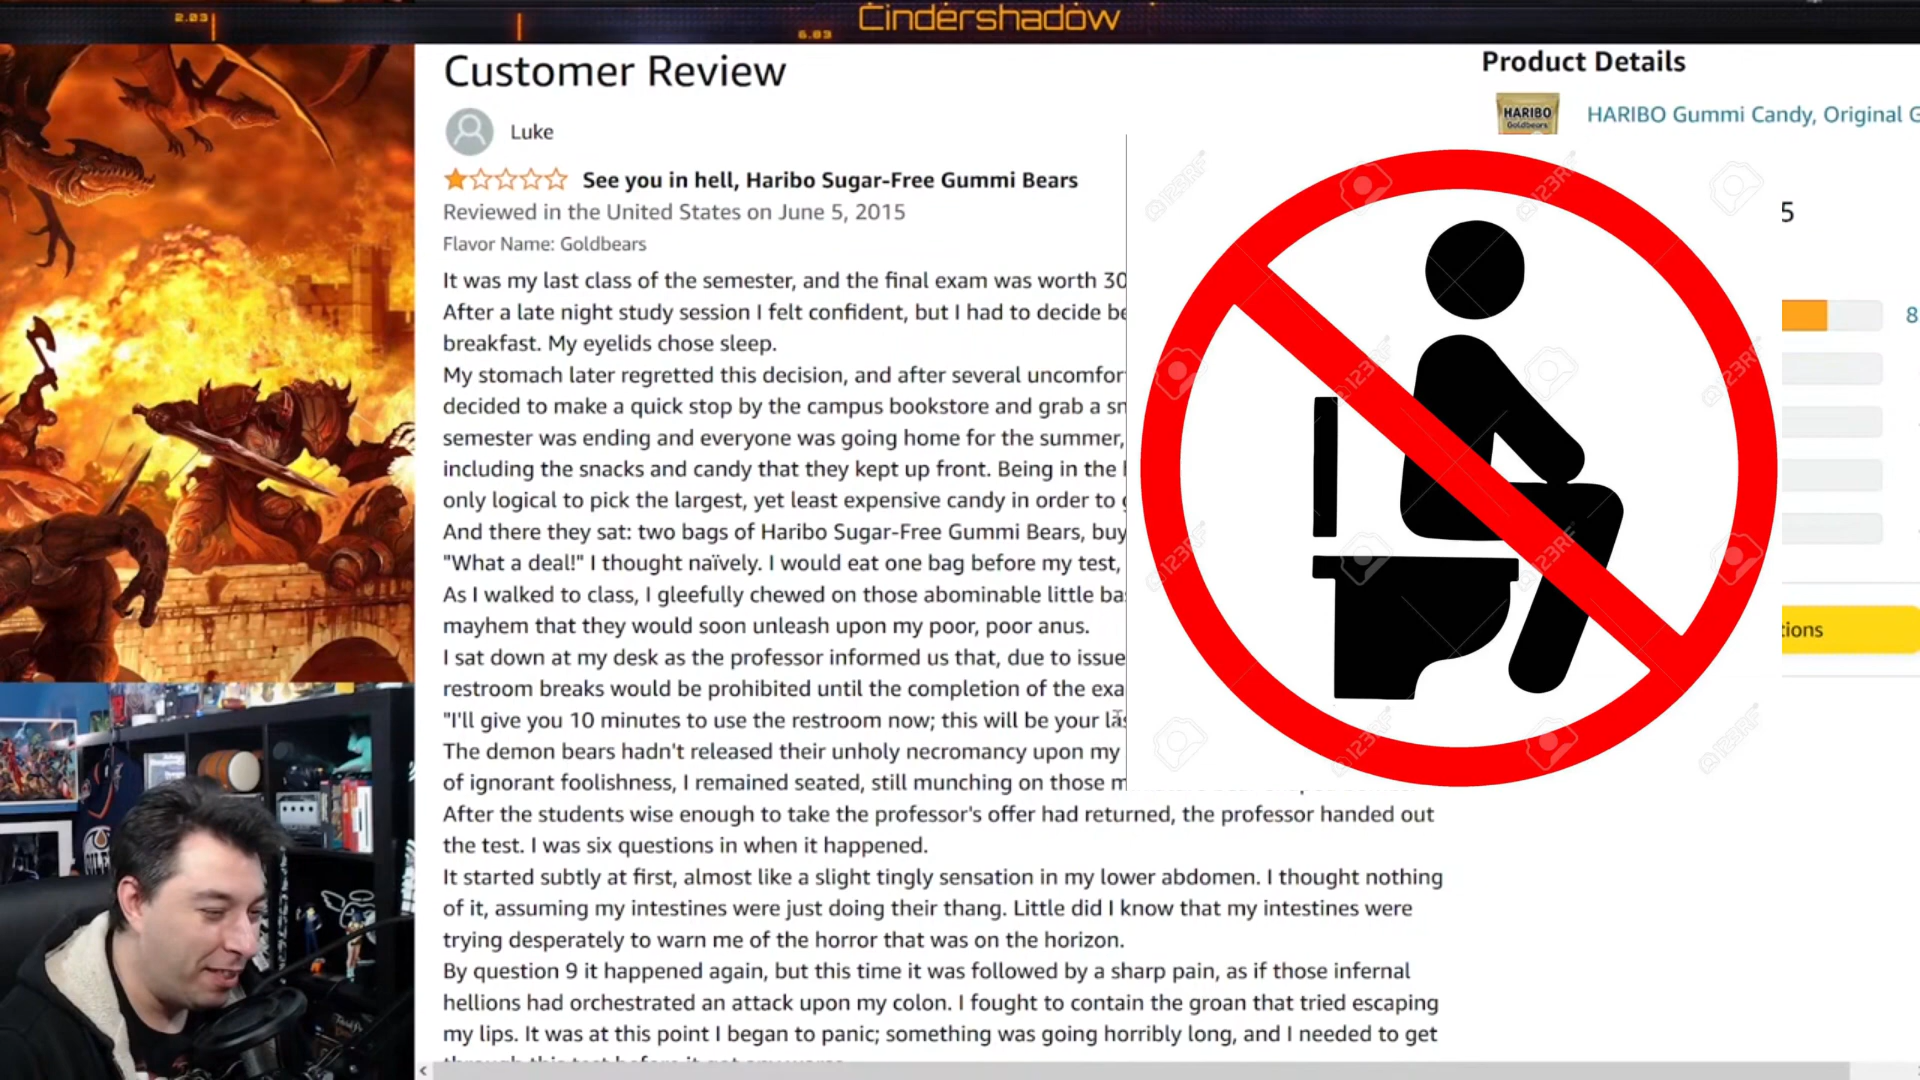 2.03
6.03
Cindershadow
Customer Review
Luke
See you in hell, Haribo Sugar-Free Gummi Bears
Reviewed in the United States on June 5, 2015
Flavor Name: Goldbears
It was my last class of the semester, and the final exam was worth 30
After a late night study session I felt confident, but I had to decide be
breakfast. My eyelids chose sleep.
My stomach later regretted this decision, and after several uncomfor
decided to make a quick stop by the campus bookstore and grab a sn
semester was ending and everyone was going home for the summer,
including the snacks and candy that they kept up front. Being in the
only logical to pick the largest, yet least expensive candy in order to
And there they sat: two bags of Haribo Sugar-Free Gummi Bears, buy
"What a deal!" I thought naïvely. I would eat one bag before my test,
As I walked to class, I gleefully chewed on those abominable little ba
mayhem that they would soon unleash upon my poor, poor anus.
I sat down at my desk as the professor informed us that, due to issue
restroom breaks would be prohibited until the completion of the exa
"I'll give you 10 minutes to use the restroom now; this will be your las
The demon bears hadn't released their unholy necromancy upon my
of ignorant foolishness, I remained seated, still munching on those m
After the students wise enough to take the professor's offer had returned, the professor handed out
the test. I was six questions in when it happened.
It started subtly at first, almost like a slight tingly sensation in my lower abdomen. I thought nothing
of it, assuming my intestines were just doing their thang. Little did I know that my intestines were
trying desperately to warn me of the horror that was on the horizon.
By question 9 it happened again, but this time it was followed by a sharp pain, as if those infernal
hellions had orchestrated an attack upon my colon. I fought to contain the groan that tried escaping
my lips. It was at this point I began to panic; something was going horribly long, and I needed to get
Product Details
HARIBO
Goldbears
HARIBO Gummi Candy, Original G
5
8
tions
123RF